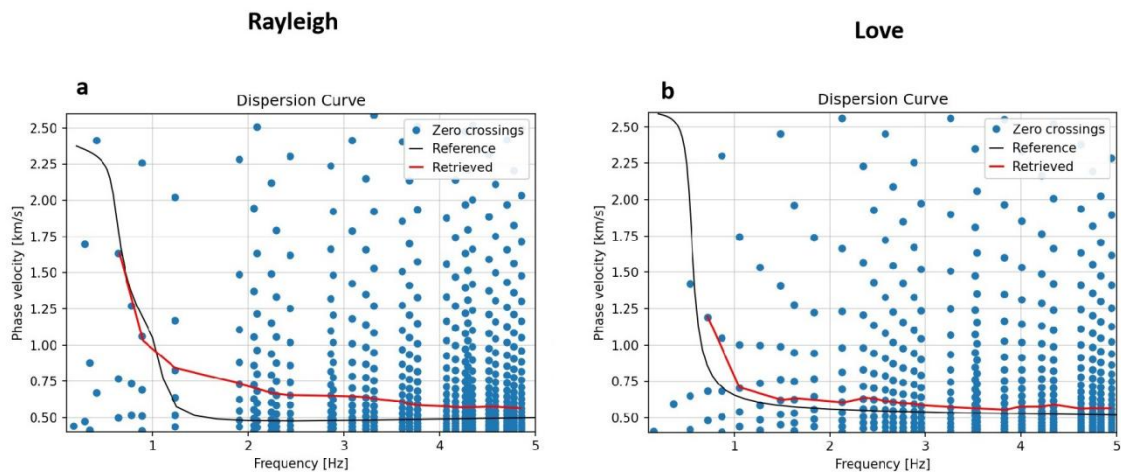 Rayleigh
Love
a
Dispersion Curve
Zero crossings
Reference
Retrieved
Phase velocity [km/s]
2.50
2.25
2.00
1.75
1.50
1.25
1.00
0.75
0.50
1 2 3 4 5
Frequency [Hz]
b
Dispersion Curve
Zero crossings
Reference
Retrieved
Phase velocity [km/s]
2.50
2.25
2.00
1.75
1.50
1.25
1.00
0.75
0.50
1 2 3 4 5
Frequency [Hz]